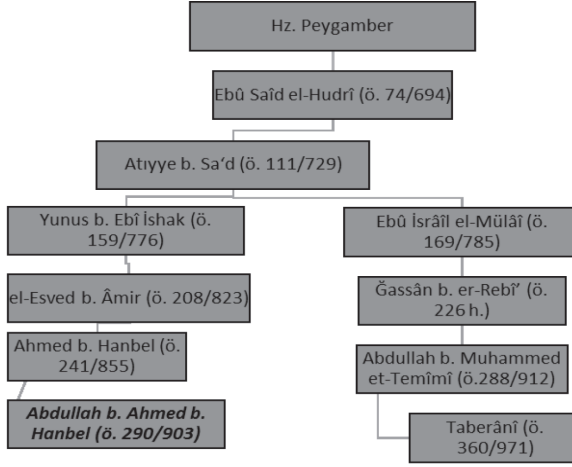 Hz. Peygamber
Ebû Saîd el-Hudrî (ö. 74/694)
Atıyye b. Sa‘d (ö. 111/729)
Yunus b. Ebî İshak (ö.
159/776)
el-Esved b. Âmir (ö. 208/823)
Ahmed b. Hanbel (ö.
241/855)
Abdullah b. Ahmed b.
Hanbel (ö. 290/903)
Ebû İsrâîl el-Mülâî (ö.
169/785)
Ğassân b. er-Rebî‘ (ö.
226 h.)
Abdullah b. Muhammed
et-Temîmî (ö.288/912)
Taberânî (ö.
360/971)